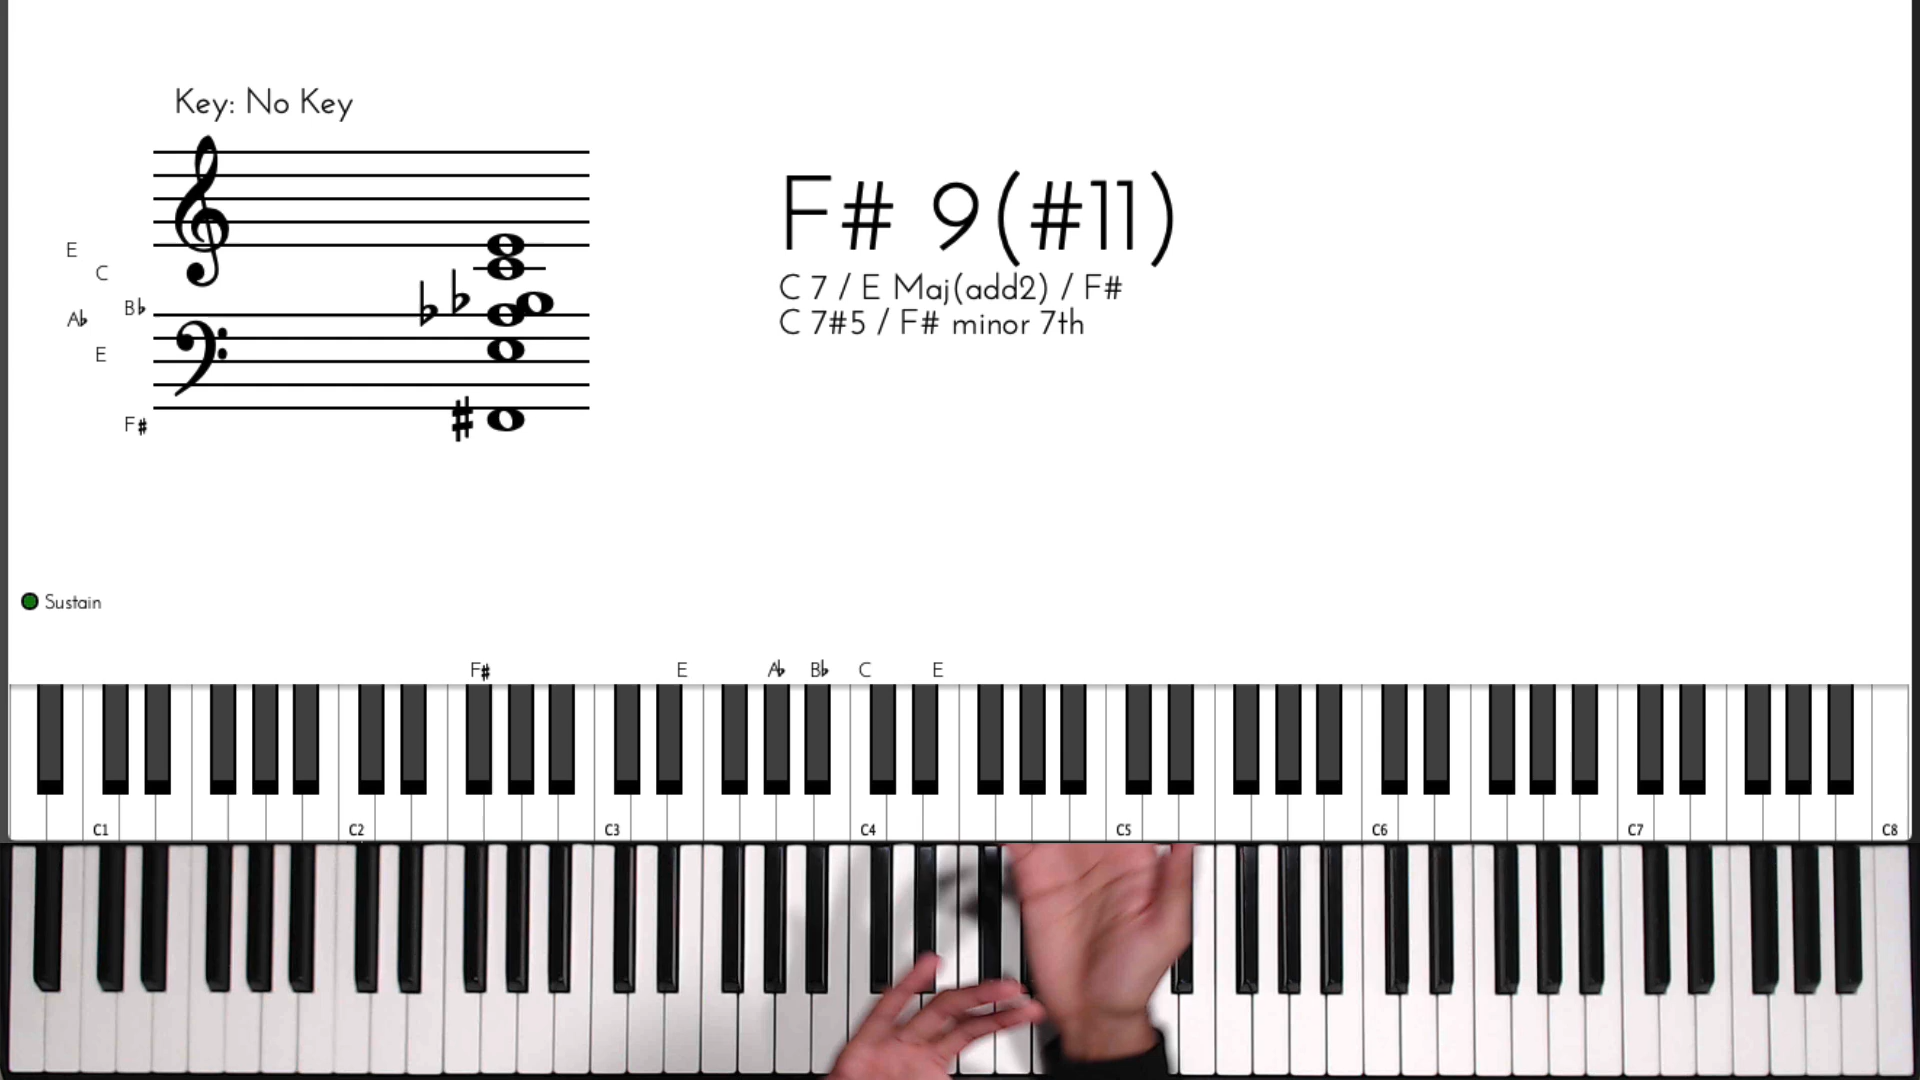 Key: No Key
F# 9(#11)
C 7 / E Maj(add2) / F#
C 7#5 / F# minor 7th
E
C
B♭
A♭
E
F#
Sustain
F# E A♭ B♭ C E
C1 C2 C3 C4 C5 C6 C7 C8